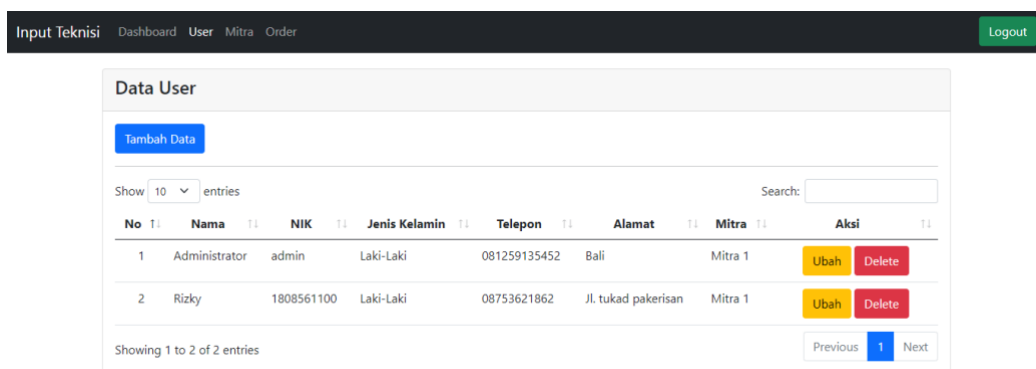 Input Teknisi Dashboard User Mitra Order Logout
Data User
Tambah Data
Show 10 entries Search:
No Nama NIK Jenis Kelamin Telepon Alamat Mitra Aksi
1 Administrator admin Laki-Laki 081259135452 Bali Mitra 1 Ubah Delete
2 Rizky 1808561100 Laki-Laki 08753621862 Jl. tukad pakerisan Mitra 1 Ubah Delete
Showing 1 to 2 of 2 entries Previous 1 Next